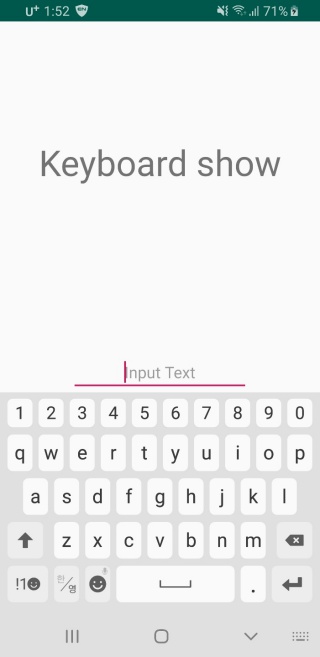 U+ 1:52 71%
Keyboard show
Input Text
1 2 3 4 5 6 7 8 9 0
q w e r t y u i o p
a s d f g h j k l
z x c v b n m
!1 한/영 .